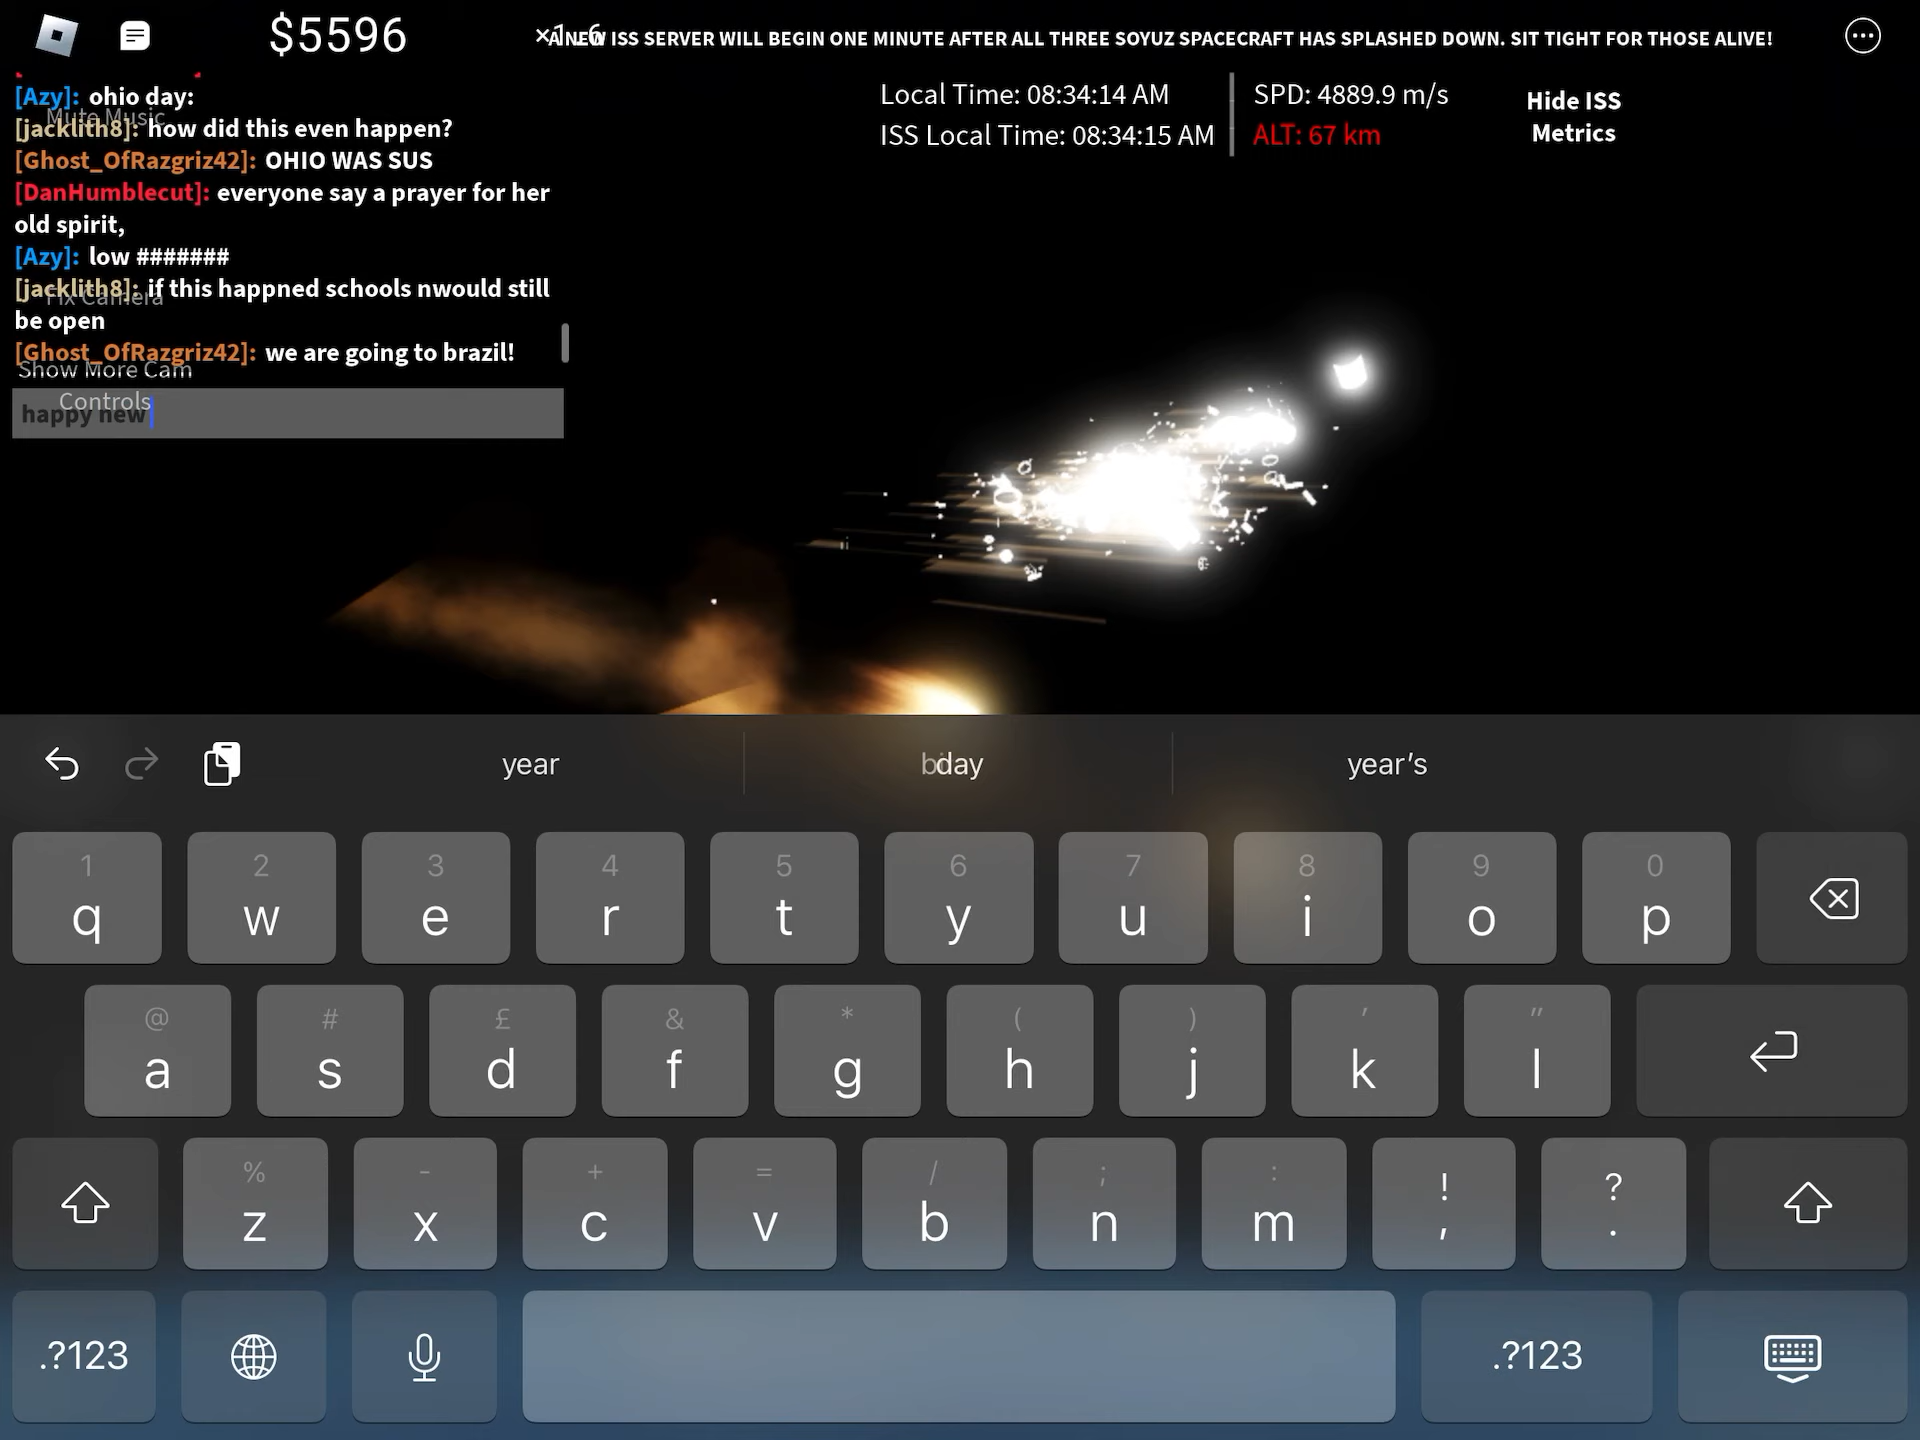 $5596
A NEW ISS SERVER WILL BEGIN ONE MINUTE AFTER ALL THREE SOYUZ SPACECRAFT HAS SPLASHED DOWN. SIT TIGHT FOR THOSE ALIVE!
[Azy]: ohio day:
Mute Music
[jacklith8]: how did this even happen?
[Ghost_OfRazgriz42]: OHIO WAS SUS
[DanHumblecut]: everyone say a prayer for her
old spirit,
[Azy]: low #######
[jacklith8]: if this happned schools nwould still
Fix Camera
be open
[Ghost_OfRazgriz42]: we are going to brazil!
Show More Cam
Controls
happy new
Local Time: 08:34:14 AM
ISS Local Time: 08:34:15 AM
SPD: 4889.9 m/s
ALT: 67 km
Hide ISS
Metrics
year day year’s
1 2 3 4 5 6 7 8 9 0
q w e r t y u i o p
@ # £ & * ( ) ' "
a s d f g h j k l
% - + = / ; : ! ?
z x c v b n m , .
.?123 .?123